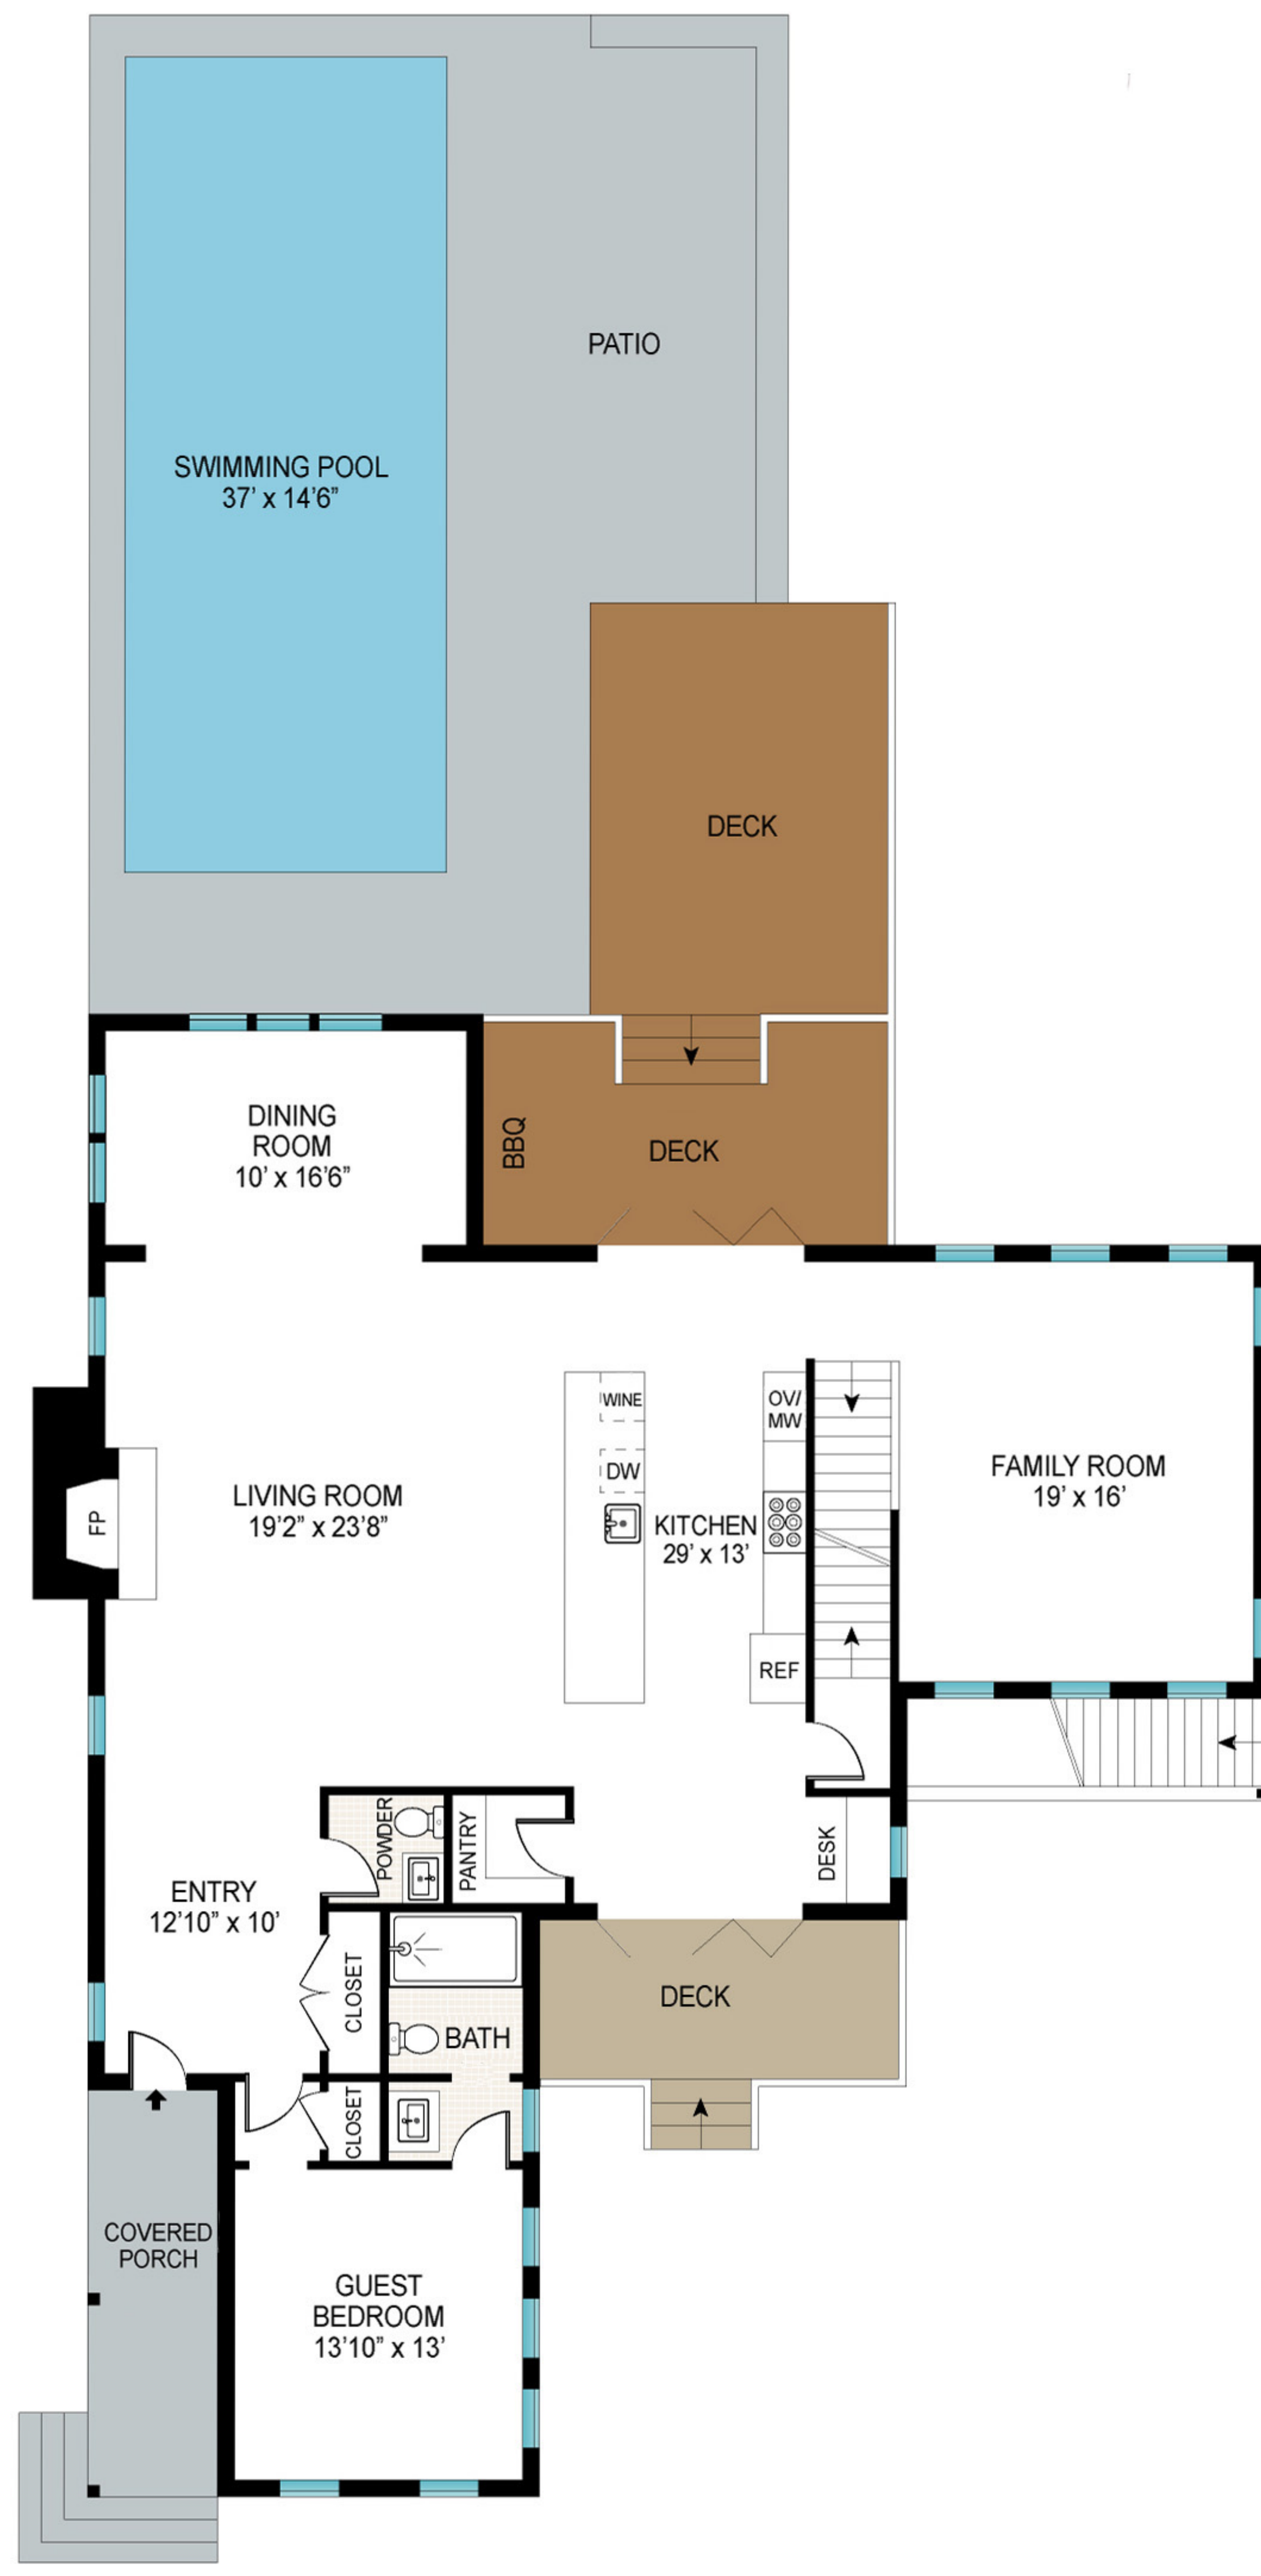 PATIO
SWIMMING POOL
37’ x 14’6”
DECK
DINING
ROOM
10’ x 16’6”
BBQ
DECK
WINE
OV/
MW
DW
FAMILY ROOM
19’ x 16’
LIVING ROOM
19’2” x 23’8”
FP
KITCHEN
29’ x 13’
REF
POWDER
PANTRY
DESK
ENTRY
12’10” x 10’
CLOSET
DECK
BATH
CLOSET
COVERED
PORCH
GUEST
BEDROOM
13’10” x 13’